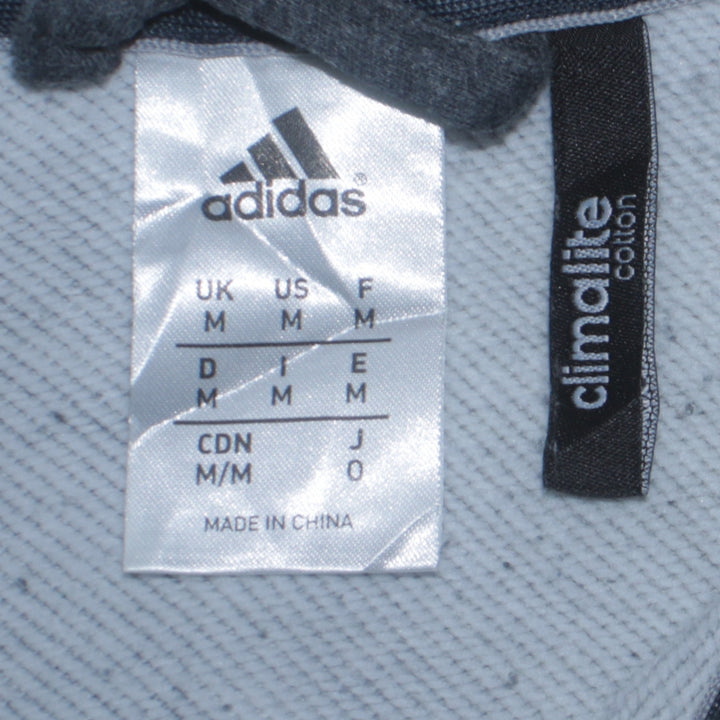 adidas®
UK US F
M M M
D I E
M M M
CDN J
M/M O
MADE IN CHINA
climalite
cotton